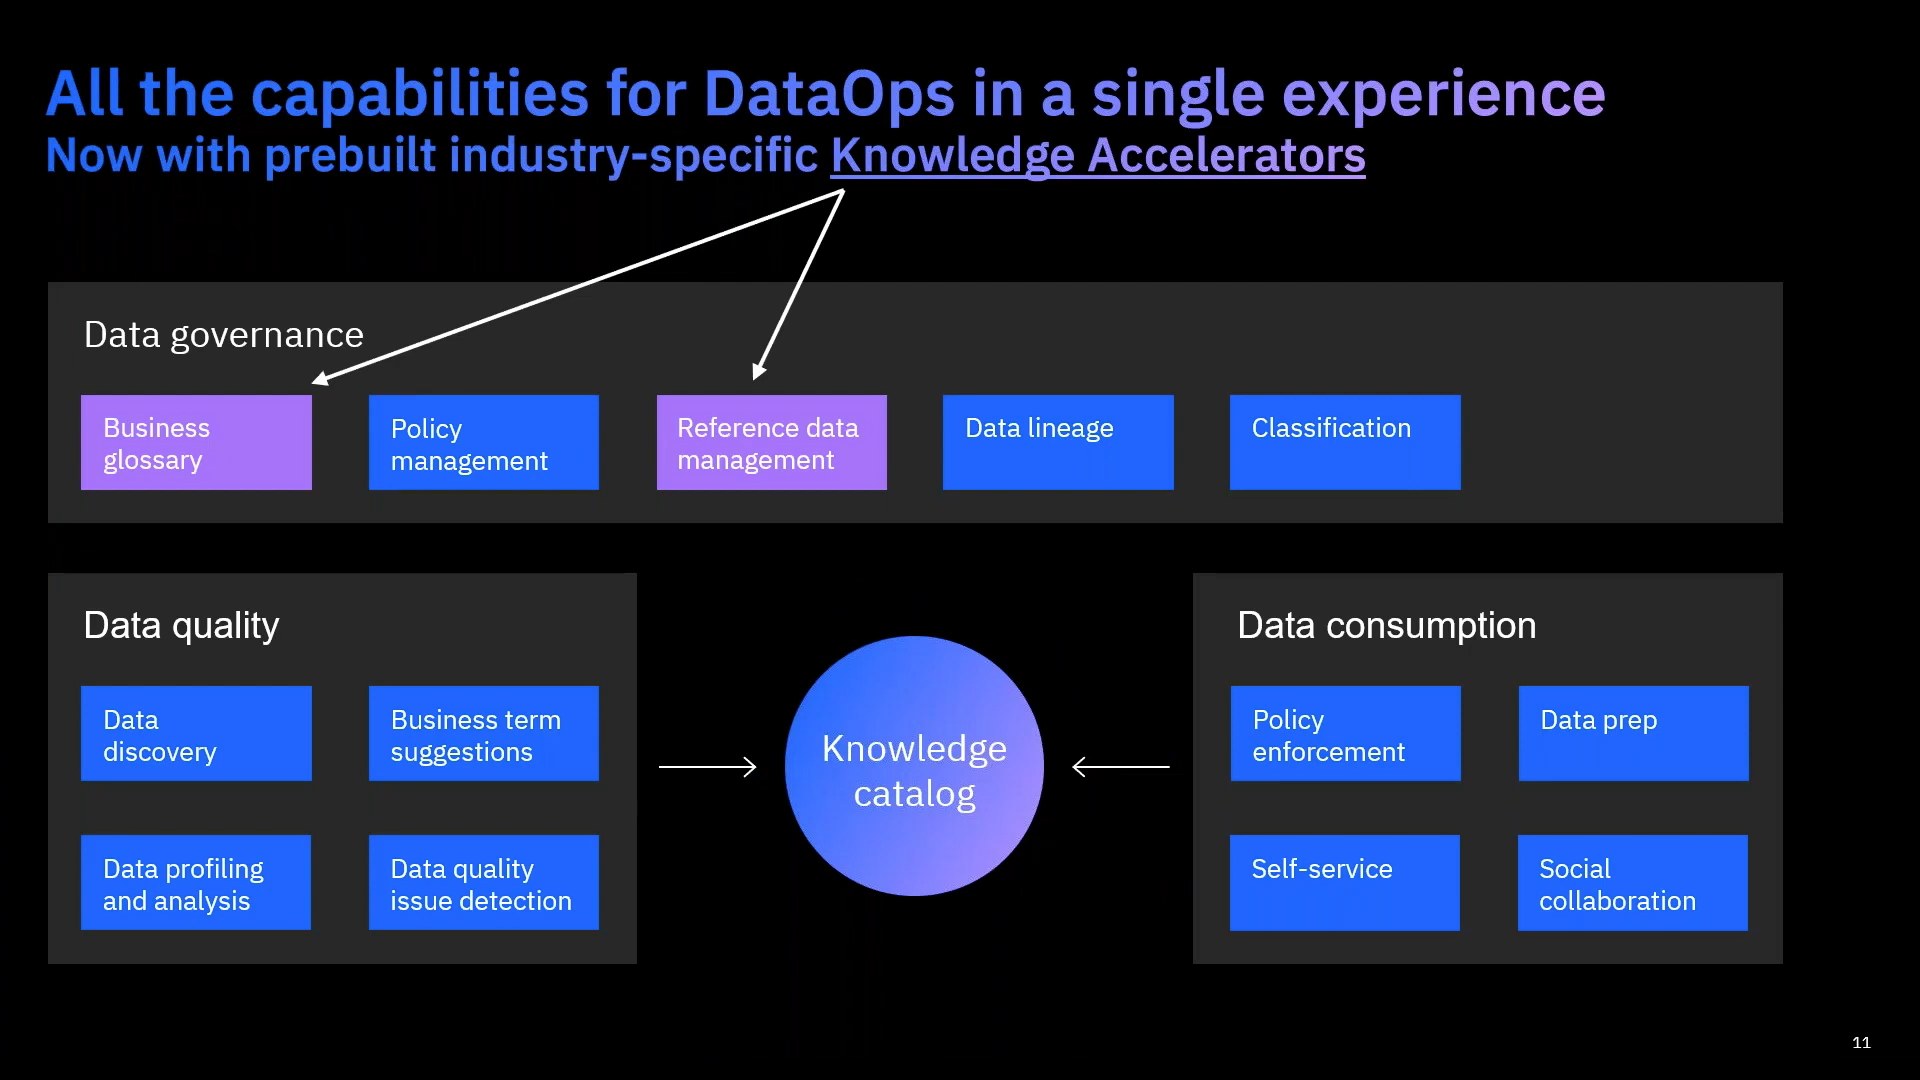 All the capabilities for DataOps in a single experience
Now with prebuilt industry-specific Knowledge Accelerators
Data governance
Business
glossary
Policy
management
Reference data
management
Data lineage
Classification
Data quality
Data
discovery
Business term
suggestions
Data profiling
and analysis
Data quality
issue detection
Knowledge
catalog
Data consumption
Policy
enforcement
Data prep
Self-service
Social
collaboration
11